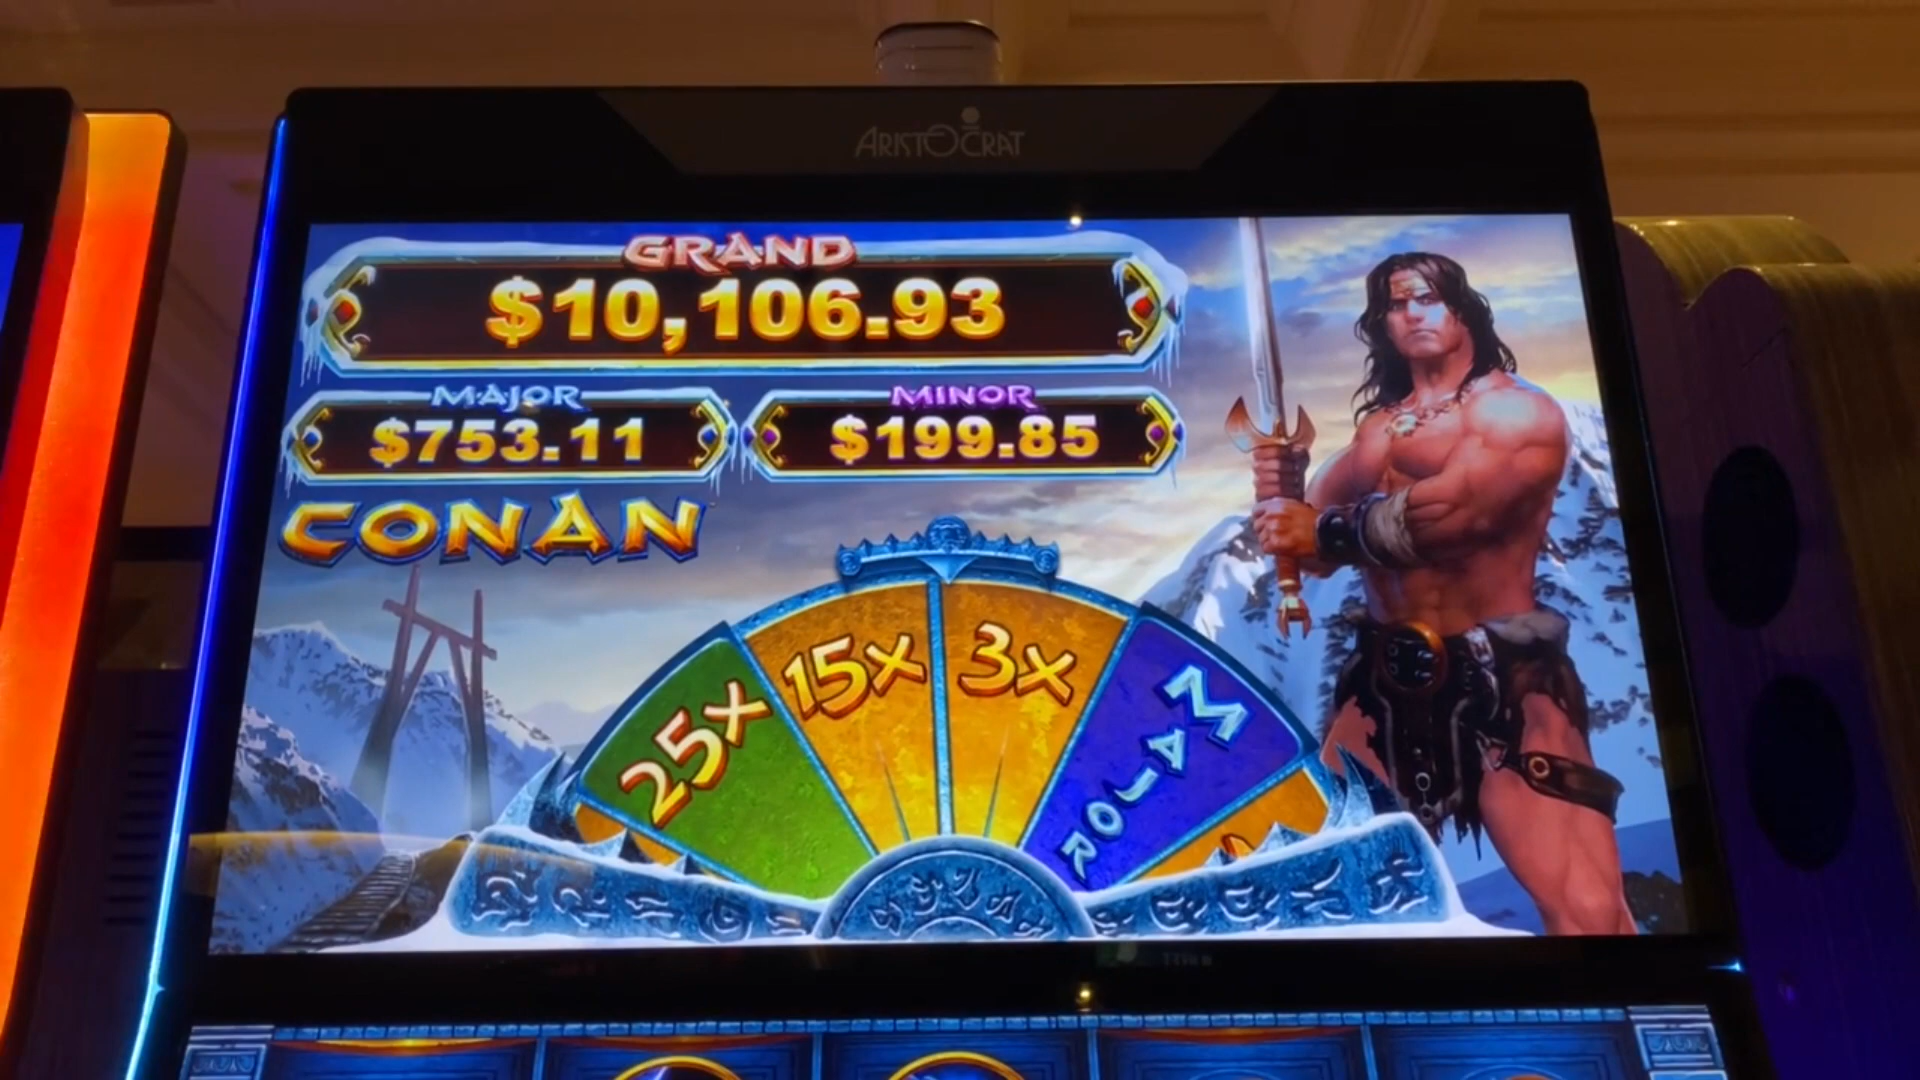 ARISTOCRAT
GRAND
$10,106.93
MAJOR
MINOR
$753.11
$199.85
CONAN
25x
15x
3x
MAJOR